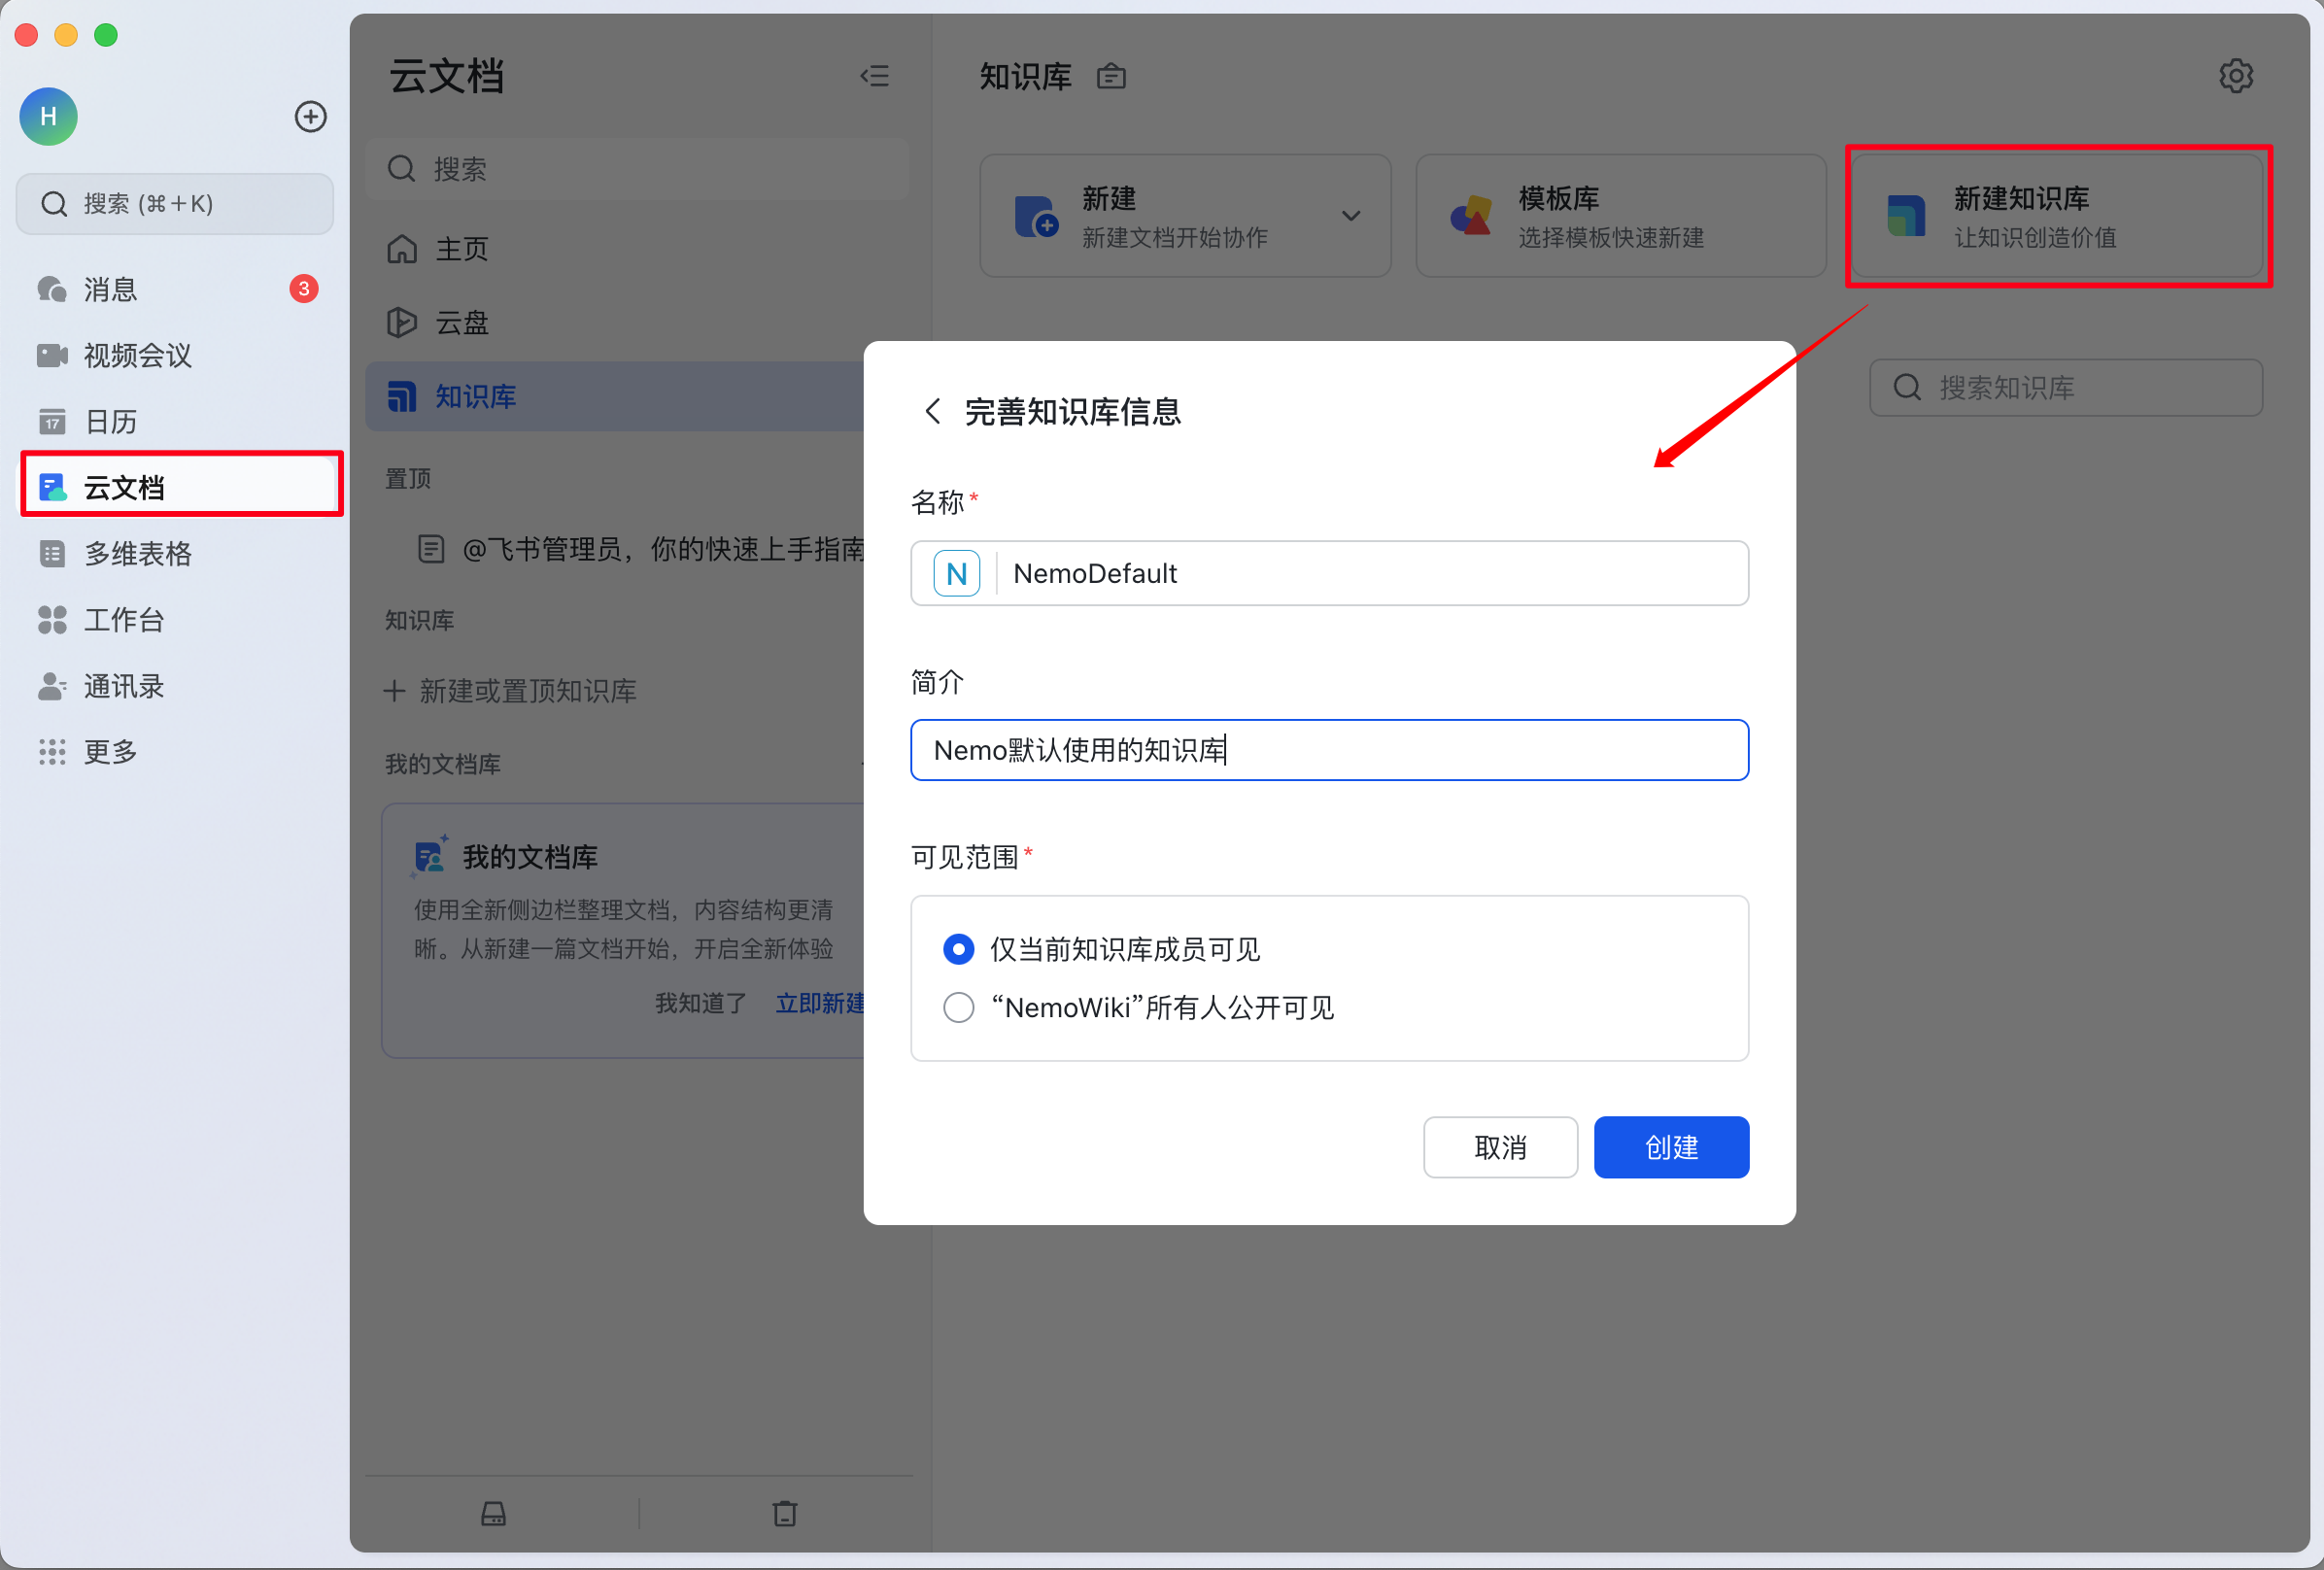 H
搜索 (⌘+K)
消息
3
视频会议
17
日历
云文档
多维表格
工作台
通讯录
更多
云文档
搜索
主页
云盘
知识库
置顶
@飞书管理员，你的快速上手指南
知识库
新建或置顶知识库
我的文档库
我的文档库
使用全新侧边栏整理文档，内容结构更清
晰。从新建一篇文档开始，开启全新体验
我知道了 立即新建
知识库
新建
新建文档开始协作
模板库
选择模板快速新建
新建知识库
让知识创造价值
搜索知识库
完善知识库信息
名称*
N NemoDefault
简介
Nemo默认使用的知识库
可见范围*
仅当前知识库成员可见
“NemoWiki”所有人公开可见
取消 创建